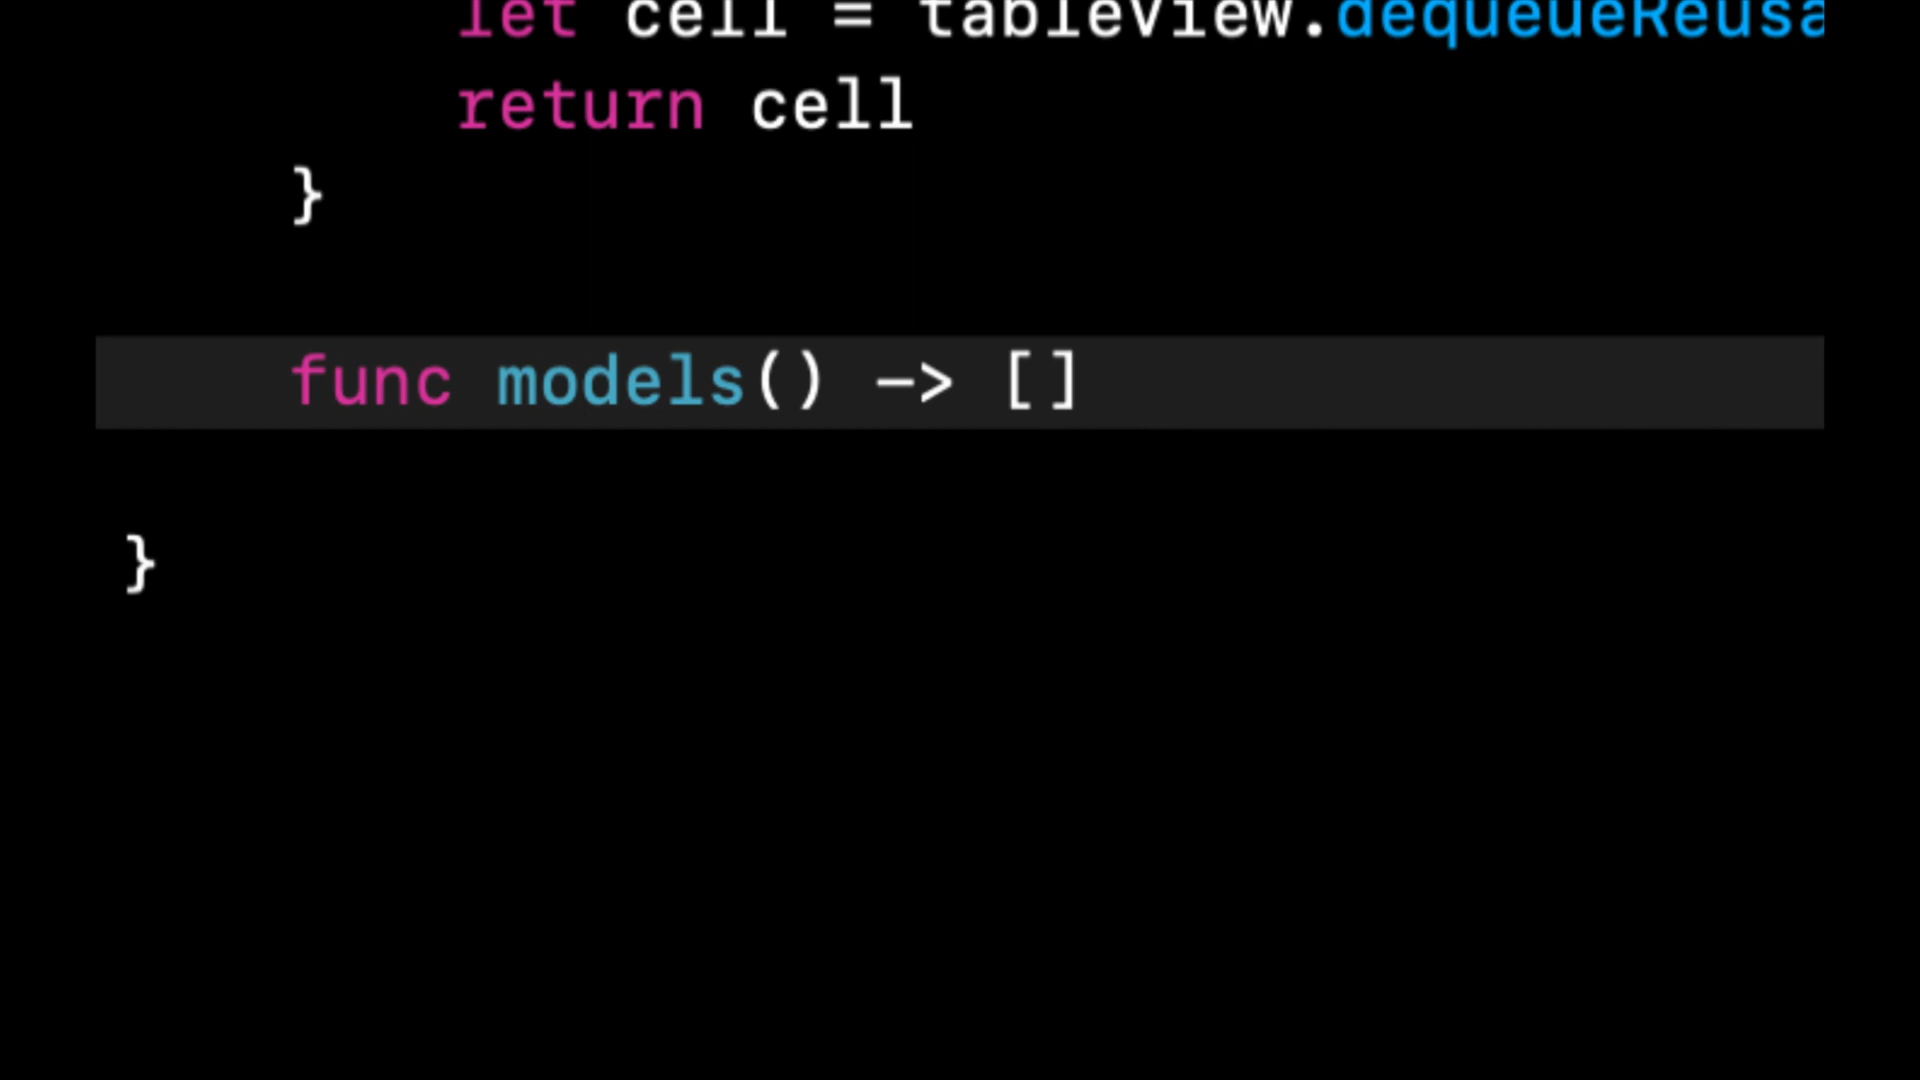 let cell = tableView.dequeueReusa
return cell
}
func models() -> []
}